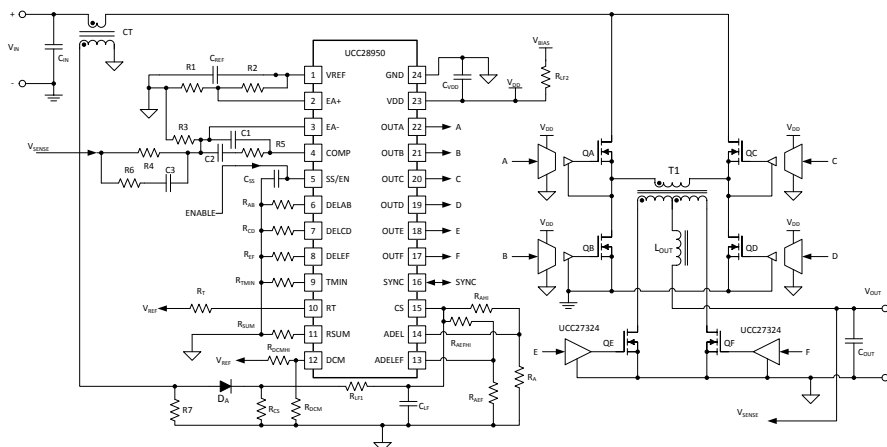 +
CT
VIN
CIN
-
UCC28950
R1
CREF
R2
1 VREF
GND 24
CVDD
VDD
VBIAS
RLF2
2 EA+
VDD 23
3 EA-
OUTA 22
A
R3
C1
VSENSE
R4
C2
R5
4 COMP
OUTB 21
B
R6
C3
CSS
5 SS/EN
OUTC 20
C
ENABLE
RAB
6 DELAB
OUTD 19
D
RCD
7 DELCD
OUTE 18
E
REF
8 DELEF
OUTF 17
F
RTMIN
9 TMIN
SYNC 16
SYNC
VREF
RT
10 RT
CS 15
RAHI
RSUM
11 RSUM
ADEL 14
RAEFHI
VREF
RDCMHI
12 DCM
ADELEF 13
RA
R7
DA
RCS
RDCM
RLF1
CLF
RAEF
VDD
A
QA
QC
VDD
C
T1
VDD
B
QB
LOUT
QD
VDD
D
UCC27324
E
QE
QF
UCC27324
F
VOUT
COUT
VSENSE